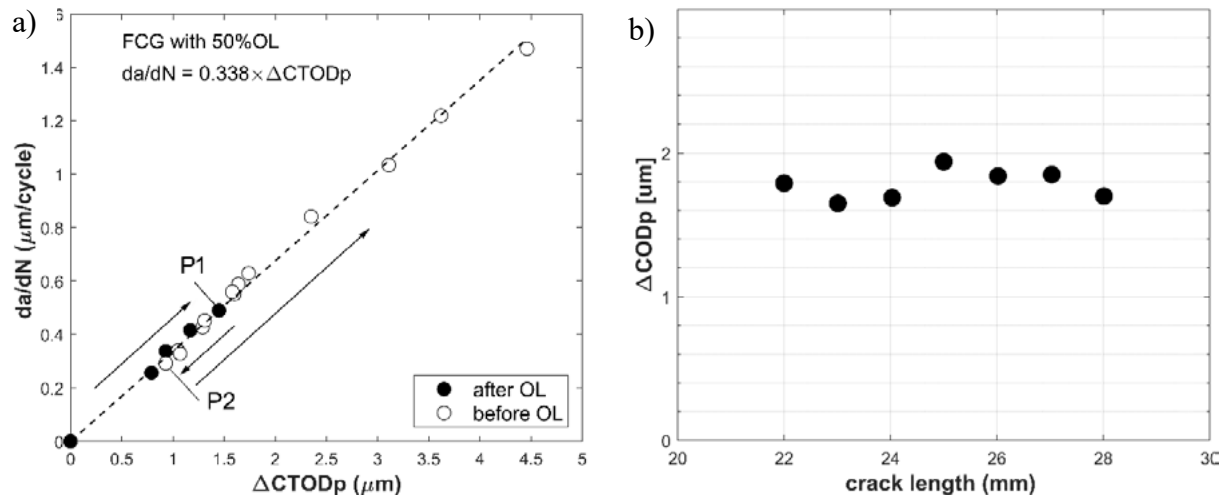 a)
FCG with 50%OL
da/dN = 0.338×ΔCTODp
da/dN (μm/cycle)
1.6
1.4
1.2
1
0.8
0.6
0.4
0.2
0
P1
P2
after OL
before OL
0 0.5 1 1.5 2 2.5 3 3.5 4 4.5 5
ΔCTODp (μm)
b)
ΔCODp [um]
3
2
1
0
20 22 24 26 28 30
crack length (mm)